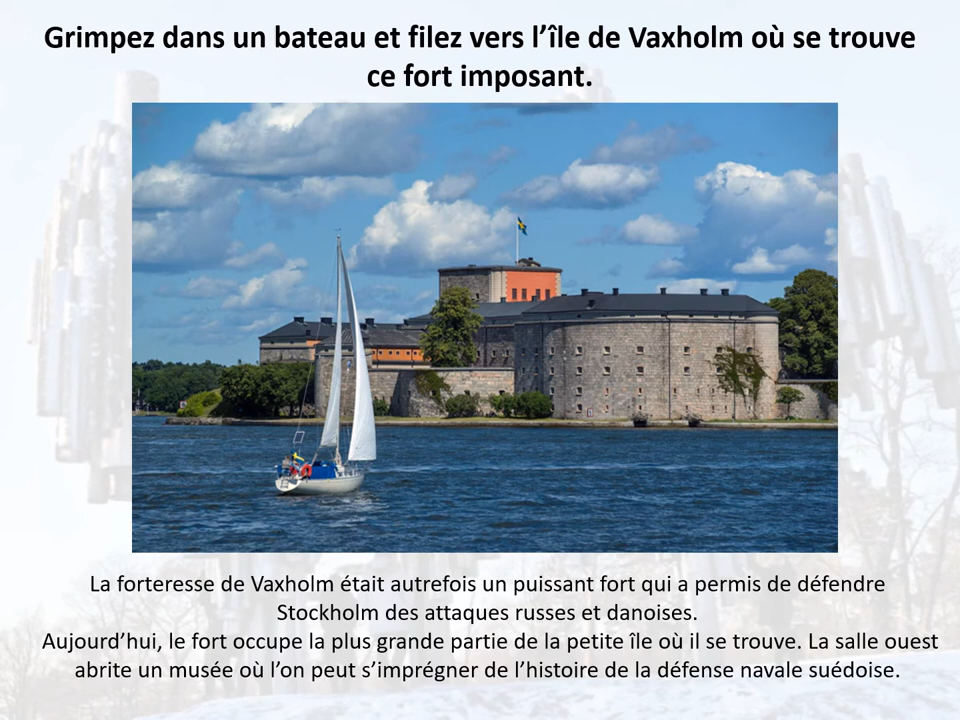 Grimpez dans un bateau et filez vers l’île de Vaxholm où se trouve
ce fort imposant.
La forteresse de Vaxholm était autrefois un puissant fort qui a permis de défendre
Stockholm des attaques russes et danoises.
Aujourd’hui, le fort occupe la plus grande partie de la petite île où il se trouve. La salle ouest
abrite un musée où l’on peut s’imprégner de l’histoire de la défense navale suédoise.